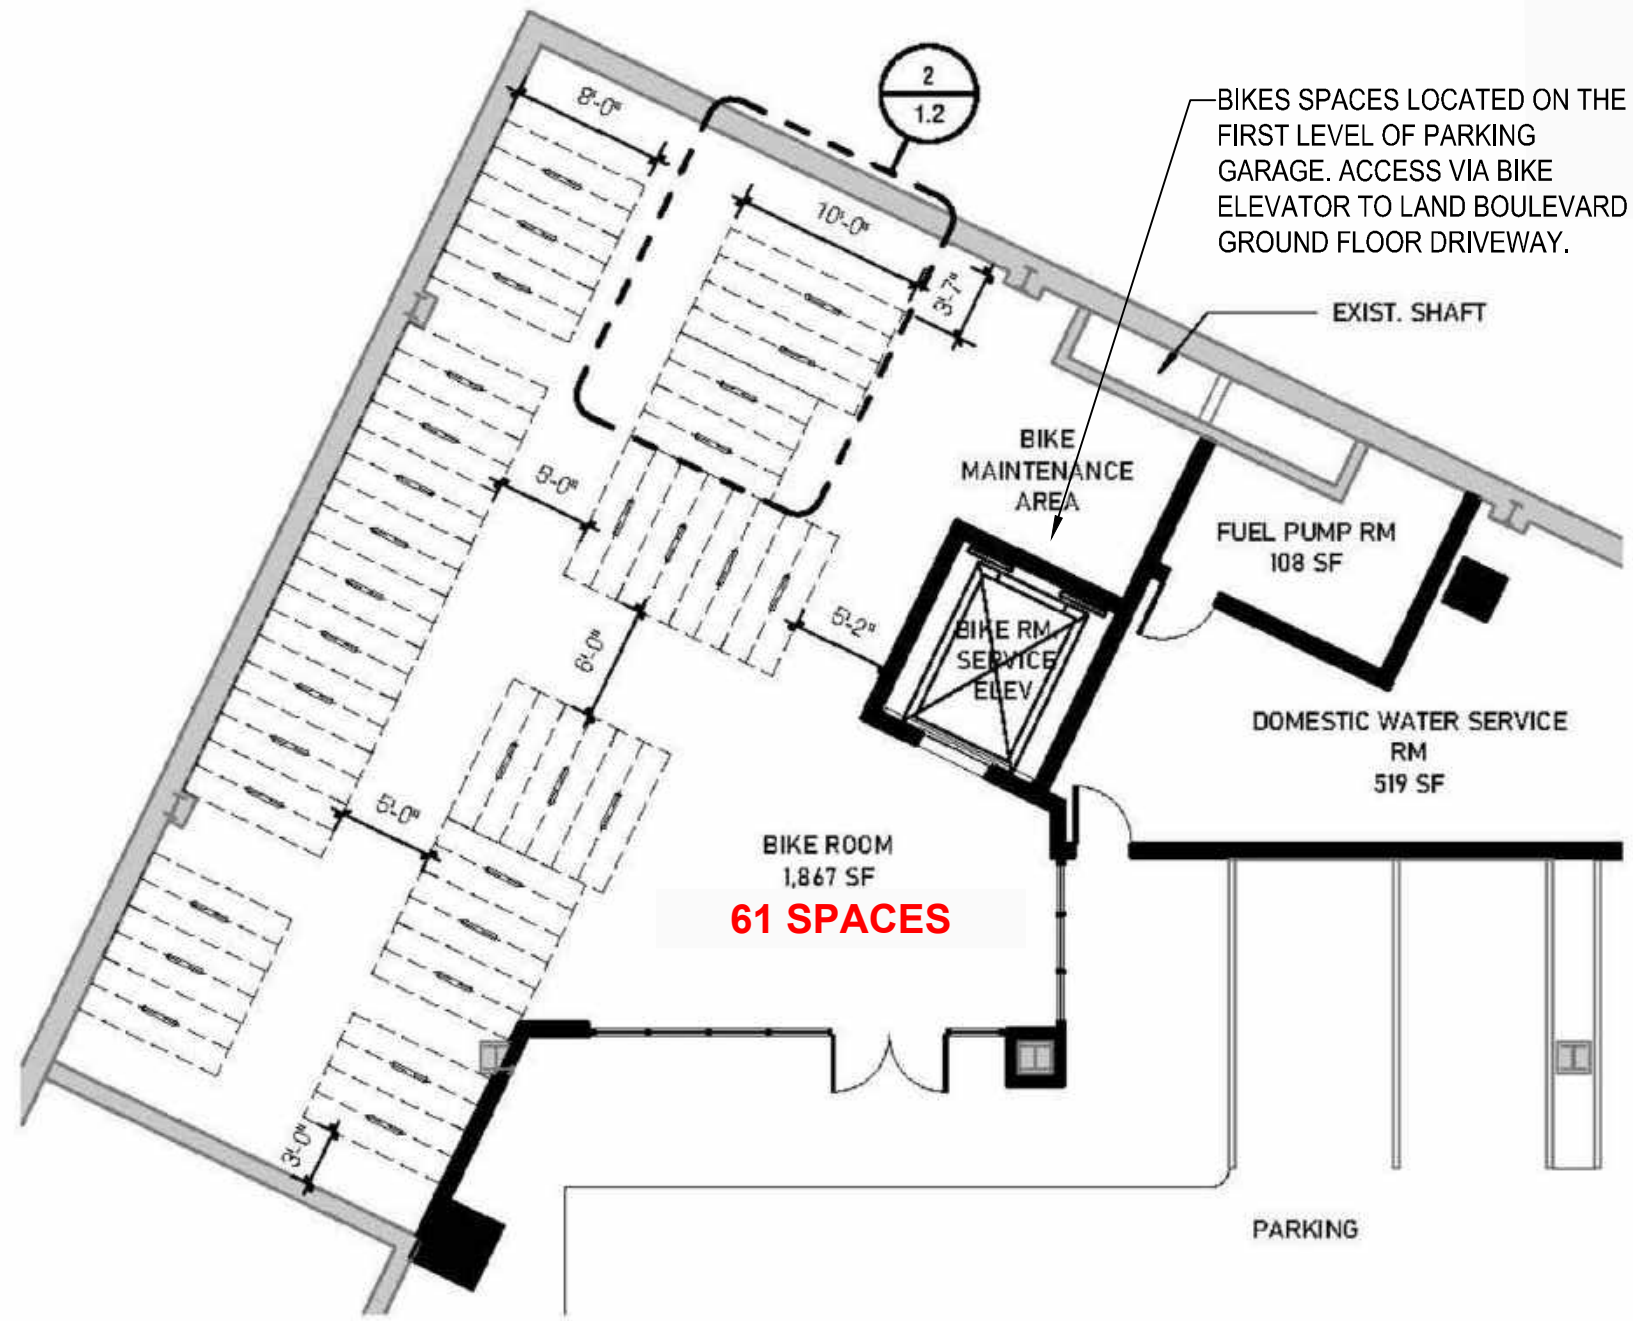 2
1.2
BIKES SPACES LOCATED ON THE
FIRST LEVEL OF PARKING
GARAGE. ACCESS VIA BIKE
ELEVATOR TO LAND BOULEVARD
GROUND FLOOR DRIVEWAY.
8'-0"
10'-0"
3'-7"
EXIST. SHAFT
BIKE
MAINTENANCE
AREA
5'-0"
FUEL PUMP RM
108 SF
5'-2"
6'-0"
BIKE RM.
SERVICE
ELEV
DOMESTIC WATER SERVICE
RM
519 SF
5'-0"
BIKE ROOM
1,867 SF
61 SPACES
3'-0"
PARKING